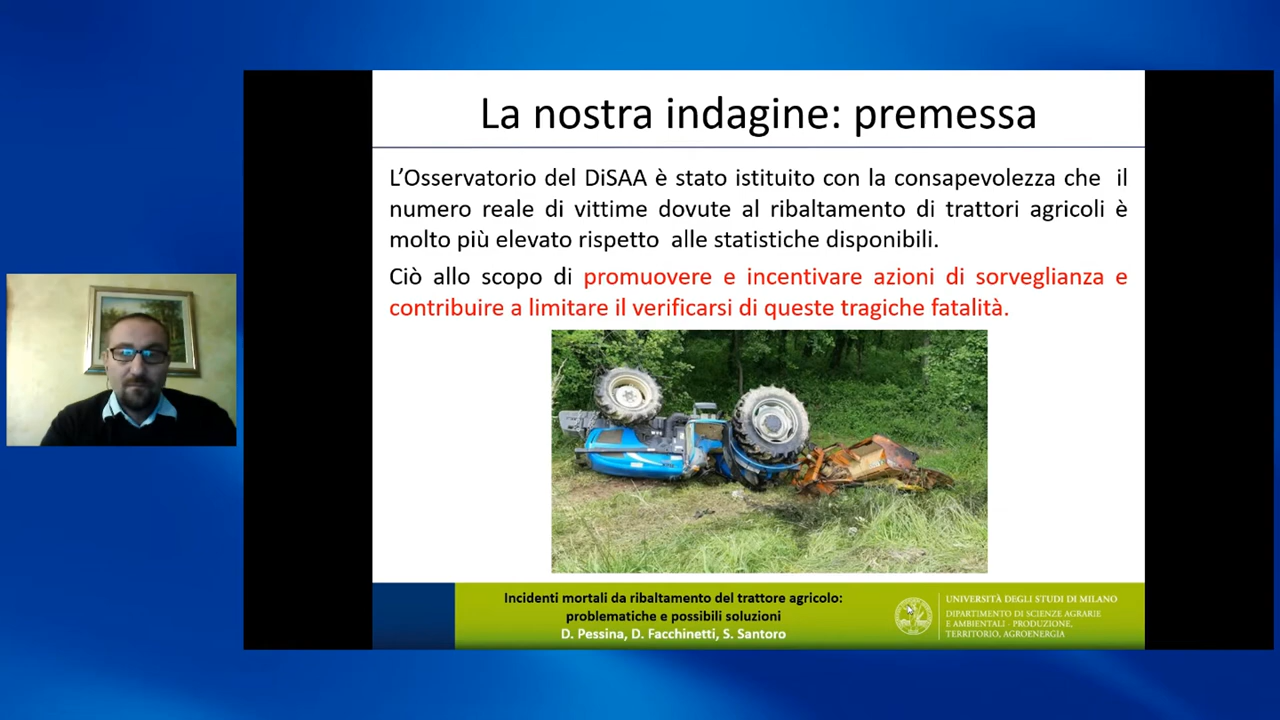 La nostra indagine: premessa
L'Osservatorio del DiSAA è stato istituito con la consapevolezza che il
numero reale di vittime dovute al ribaltamento di trattori agricoli è
molto più elevato rispetto alle statistiche disponibili.
Ciò allo scopo di promuovere e incentivare azioni di sorveglianza e
contribuire a limitare il verificarsi di queste tragiche fatalità.
Incidenti mortali da ribaltamento del trattore agricolo:
problematiche e possibili soluzioni
D. Pessina, D. Facchinetti, S. Santoro
UNIVERSITÀ DEGLI STUDI DI MILANO
DIPARTIMENTO DI SCIENZE AGRARIE
E AMBIENTALI - PRODUZIONE,
TERRITORIO, AGROENERGIA